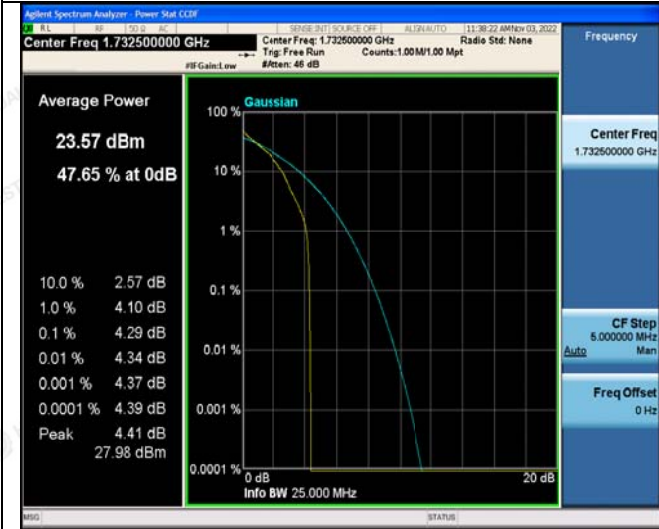 Agilent Spectrum Analyzer - Power Stat CCDF
RL RF 50 Ω AC SENSE:INT SOURCE OFF ALIGNAUTO 11:38:22 AM Nov 03, 2022
Center Freq 1.732500000 GHz
Center Freq: 1.732500000 GHz Radio Std: None
Trig: Free Run Counts:1.00 M/1.00 Mpt
#IFGain:Low #Atten: 46 dB
Frequency
Average Power
23.57 dBm
47.65 % at 0dB
10.0 % 2.57 dB
1.0 % 4.10 dB
0.1 % 4.29 dB
0.01 % 4.34 dB
0.001 % 4.37 dB
0.0001 % 4.39 dB
Peak 4.41 dB
27.98 dBm
Gaussian
100 %
10 %
1 %
0.1 %
0.01 %
0.001 %
0.0001 %
0 dB 20 dB
Info BW 25.000 MHz
Center Freq
1.732500000 GHz
CF Step
5.000000 MHz
Auto Man
Freq Offset
0 Hz
MSG STATUS